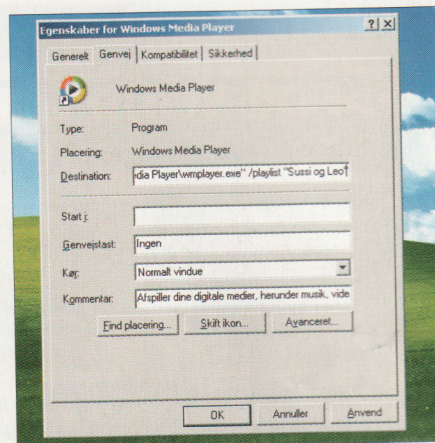 Egenskaber for Windows Media Player
Generelt Genvej Kompatibilitet Sikkerhed
Windows Media Player
Type: Program
Placering: Windows Media Player
Destination: dia Player\wmplayer.exe" /playlist "Sussi og Leo"
Start i:
Genvejstast: Ingen
Kør: Normalt vindue
Kommentar: Afspiller dine digitale medier, herunder musik, vide
Find placering... Skift ikon... Avanceret...
OK Annuller Anvend